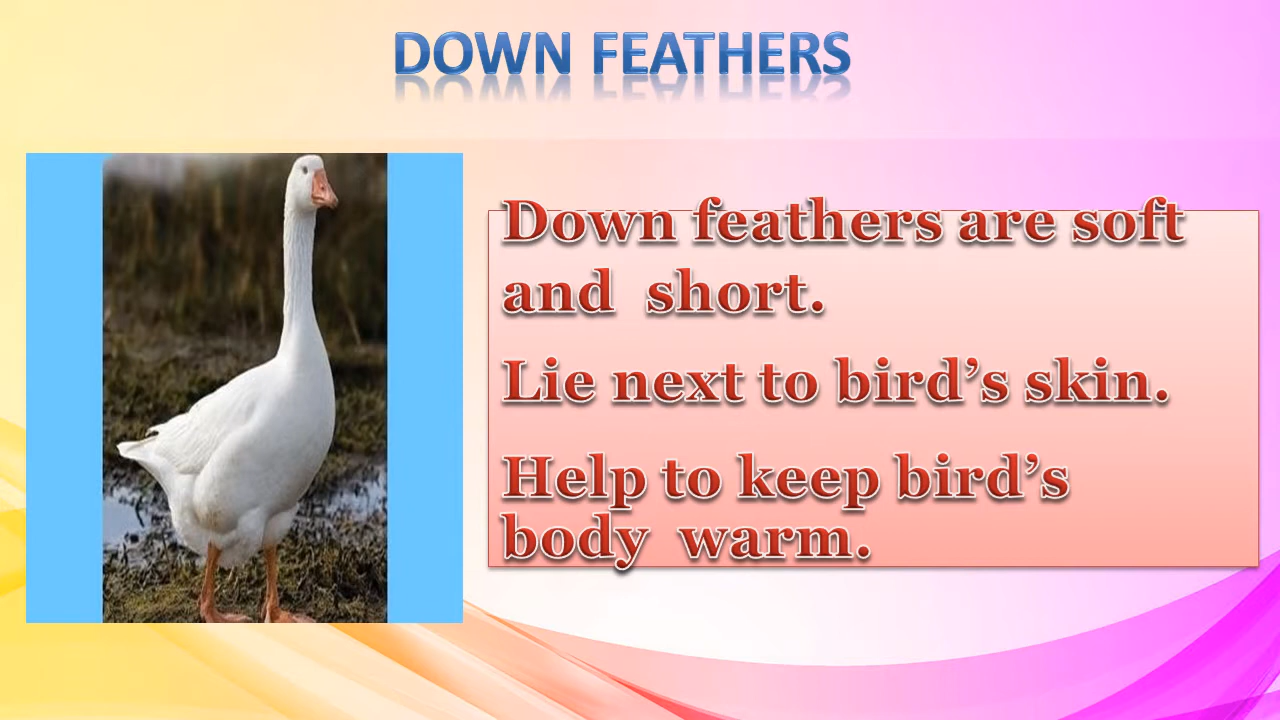 DOWN FEATHERS
Down feathers are soft
and short.
Lie next to bird’s skin.
Help to keep bird’s
body warm.